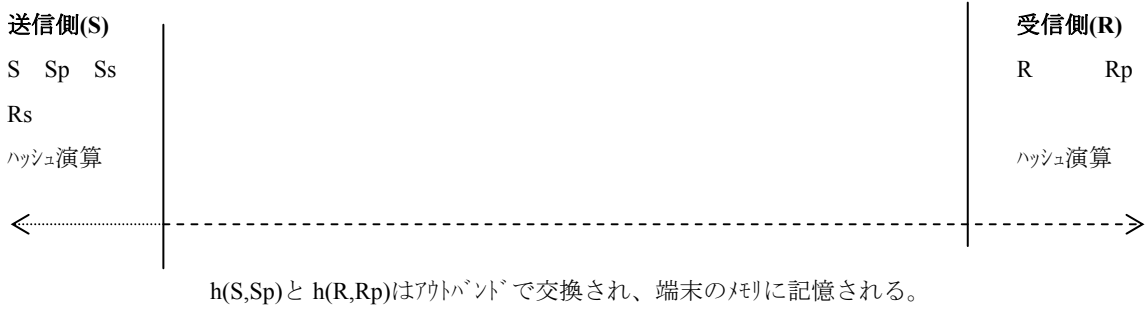 送信側(S)
受信側(R)
S Sp Ss
R Rp
Rs
ﾊｯｼｭ演算
ﾊｯｼｭ演算
h(S,Sp)と h(R,Rp)はｱｳﾄﾊﾞﾝﾄﾞで交換され、端末のﾒﾓﾘに記憶される。